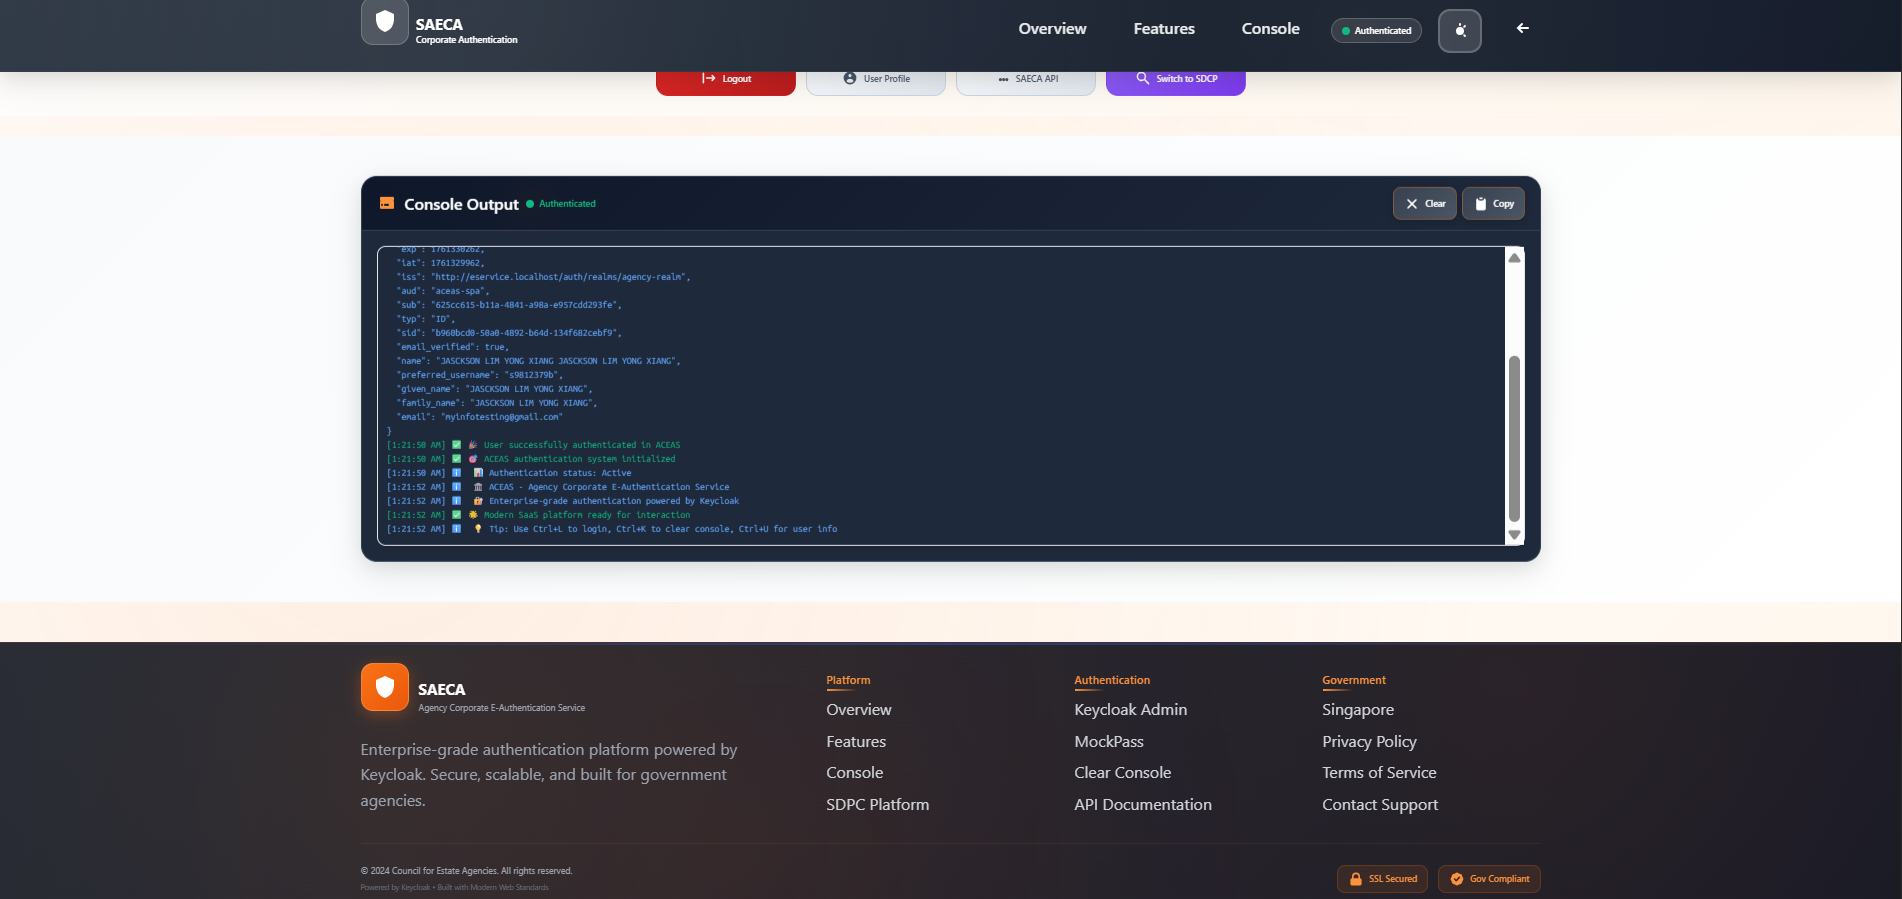 SAECA
Corporate Authentication
Overview
Features
Console
Authenticated
Logout
User Profile
SAECA API
Switch to SDCP
Console Output
Authenticated
Clear
Copy
"exp": 1761330262,
"iat": 1761329962,
"iss": "http://eservice.localhost/auth/realms/agency-realm",
"aud": "aceas-spa",
"sub": "625cc615-b11a-4841-a98a-e957cdd293fe",
"typ": "ID",
"sid": "b960bcd0-50a0-4892-b64d-134f682cebf9",
"email_verified": true,
"name": "JASCKSON LIM YONG XIANG JASCKSON LIM YONG XIANG",
"preferred_username": "s9812379b",
"given_name": "JASCKSON LIM YONG XIANG",
"family_name": "JASCKSON LIM YONG XIANG",
"email": "myinfotesting@gmail.com"
}
[1:21:50 AM] ✅ 🎉 User successfully authenticated in ACEAS
[1:21:50 AM] ✅ 🎯 ACEAS authentication system initialized
[1:21:50 AM] ℹ️ 📊 Authentication status: Active
[1:21:52 AM] ℹ️ 🏛️ ACEAS - Agency Corporate E-Authentication Service
[1:21:52 AM] ℹ️ 🔐 Enterprise-grade authentication powered by Keycloak
[1:21:52 AM] ✅ 🌟 Modern SaaS platform ready for interaction
[1:21:52 AM] ℹ️ 💡 Tip: Use Ctrl+L to login, Ctrl+K to clear console, Ctrl+U for user info
SAECA
Agency Corporate E-Authentication Service
Enterprise-grade authentication platform powered by
Keycloak. Secure, scalable, and built for government
agencies.
Platform
Overview
Features
Console
SDPC Platform
Authentication
Keycloak Admin
MockPass
Clear Console
API Documentation
Government
Singapore
Privacy Policy
Terms of Service
Contact Support
© 2024 Council for Estate Agencies. All rights reserved.
Powered by Keycloak • Built with Modern Web Standards
SSL Secured
Gov Compliant